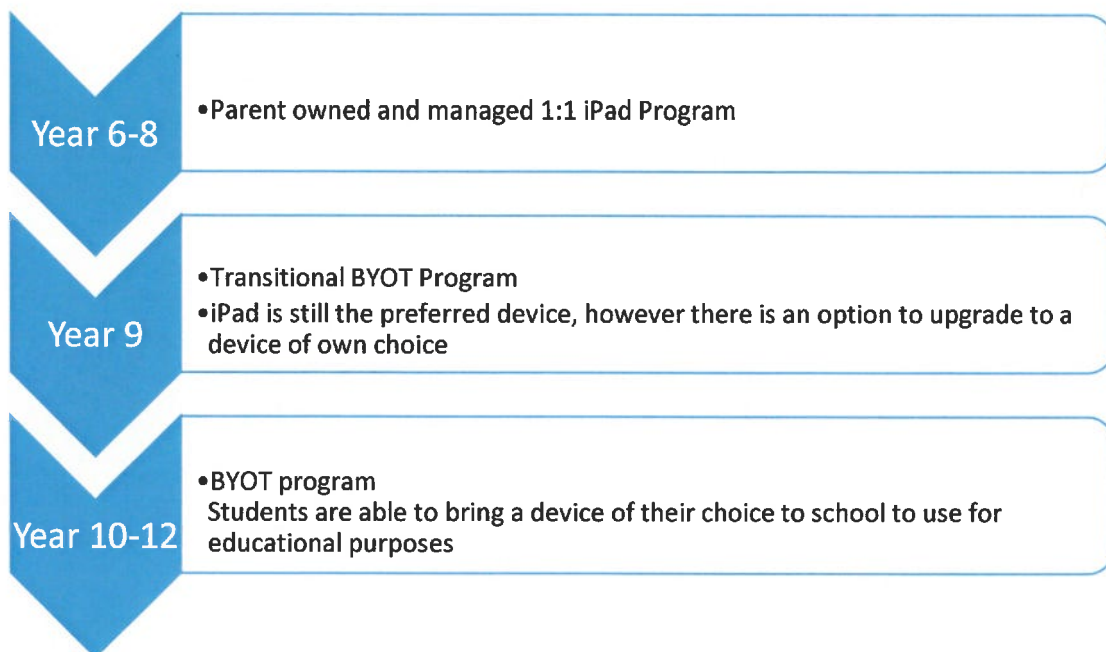 Year 6-8
•Parent owned and managed 1:1 iPad Program
Year 9
•Transitional BYOT Program
•iPad is still the preferred device, however there is an option to upgrade to a
device of own choice
Year 10-12
•BYOT program
Students are able to bring a device of their choice to school to use for
educational purposes